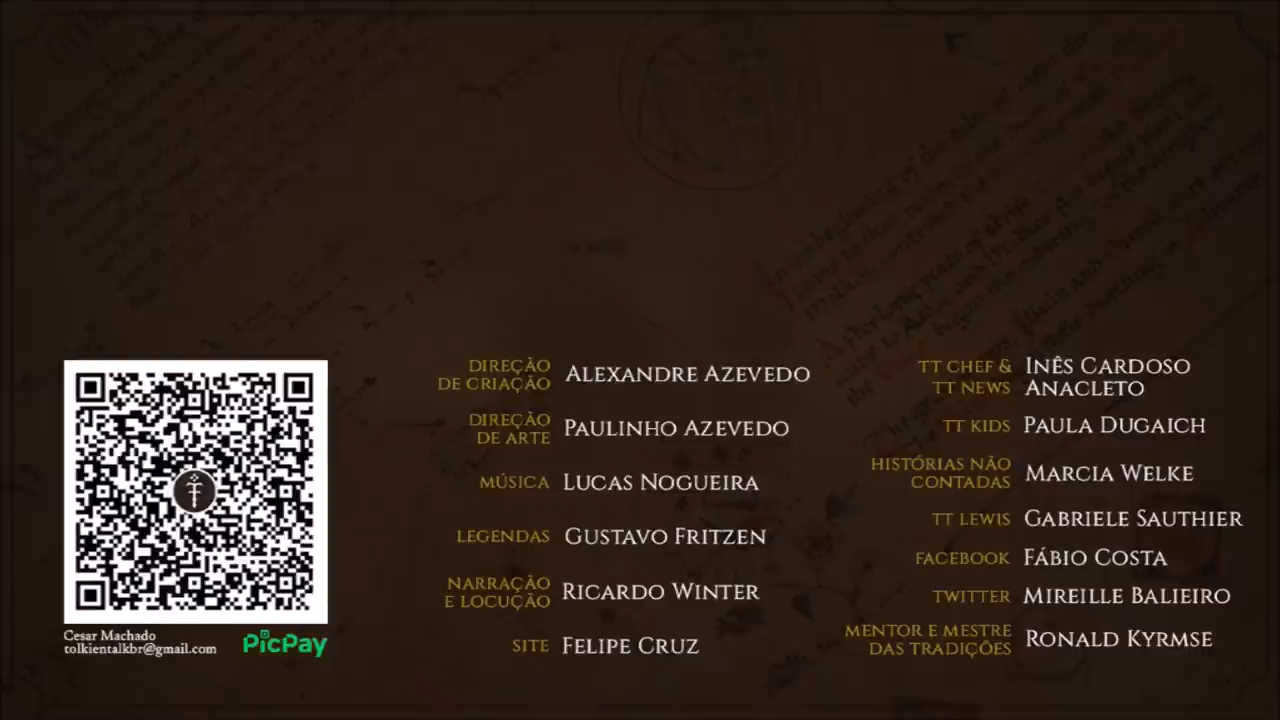 DIREÇÃO
DE CRIAÇÃO
ALEXANDRE AZEVEDO
DIREÇÃO
DE ARTE
PAULINHO AZEVEDO
MÚSICA
LUCAS NOGUEIRA
LEGENDAS
GUSTAVO FRITZEN
NARRAÇÃO
E LOCUÇÃO
RICARDO WINTER
SITE
FELIPE CRUZ
TT CHEF &
TT NEWS
INÊS CARDOSO
ANACLETO
TT KIDS
PAULA DUGAICH
HISTÓRIAS NÃO
CONTADAS
MARCIA WELKE
TT LEWIS
GABRIELE SAUTHIER
FACEBOOK
FÁBIO COSTA
TWITTER
MIREILLE BALIEIRO
MENTOR E MESTRE
DAS TRADIÇÕES
RONALD KYRMSE
Cesar Machado
tolkientalkbr@gmail.com
PicPay